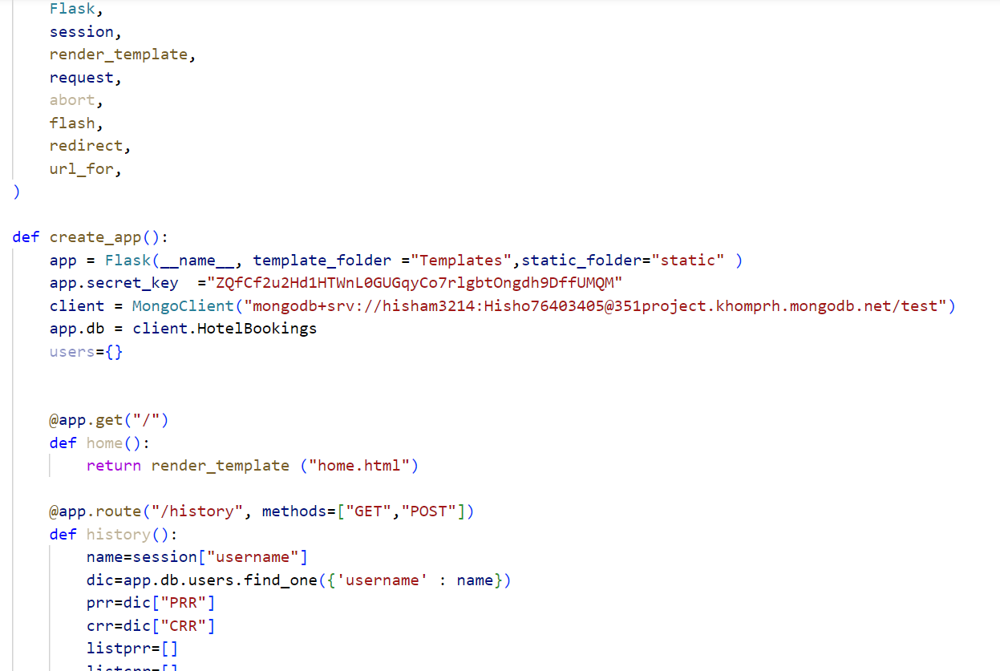 Flask,
session,
render_template,
request,
abort,
flash,
redirect,
url_for,
)
def create_app():
app = Flask(__name__, template_folder ="Templates",static_folder="static" )
app.secret_key  ="ZQfCf2u2Hd1HTWnL0GUGqyCo7rlgbtOngdh9DffUMQM"
client = MongoClient("mongodb+srv://hisham3214:Hisho76403405@351project.khomprh.mongodb.net/test")
app.db = client.HotelBookings
users={}
@app.get("/")
def home():
return render_template ("home.html")
@app.route("/history", methods=["GET","POST"])
def history():
name=session["username"]
dic=app.db.users.find_one({'username' : name})
prr=dic["PRR"]
crr=dic["CRR"]
listprr=[]
listcrr=[]